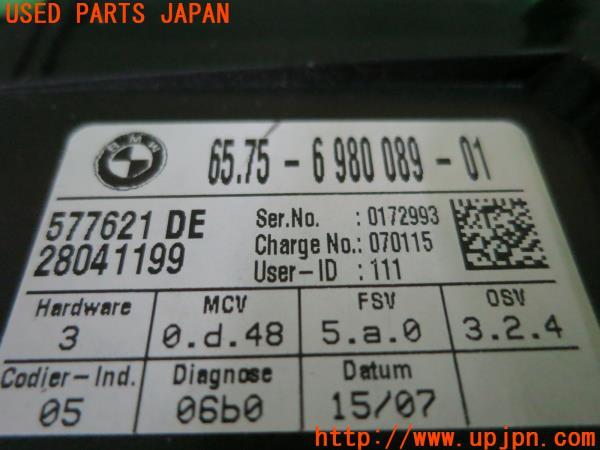 USED PARTS JAPAN
BMW
65.75 - 6 980 089 - 01
577621 DE
28041199
Ser.No. : 0172993
Charge No.: 070115
User-ID : 111
Hardware MCV FSV OSV
3 0.d.48 5.a.0 3.2.4
Codier-Ind. Diagnose Datum
05 06b0 15/07
www.upjpn.com